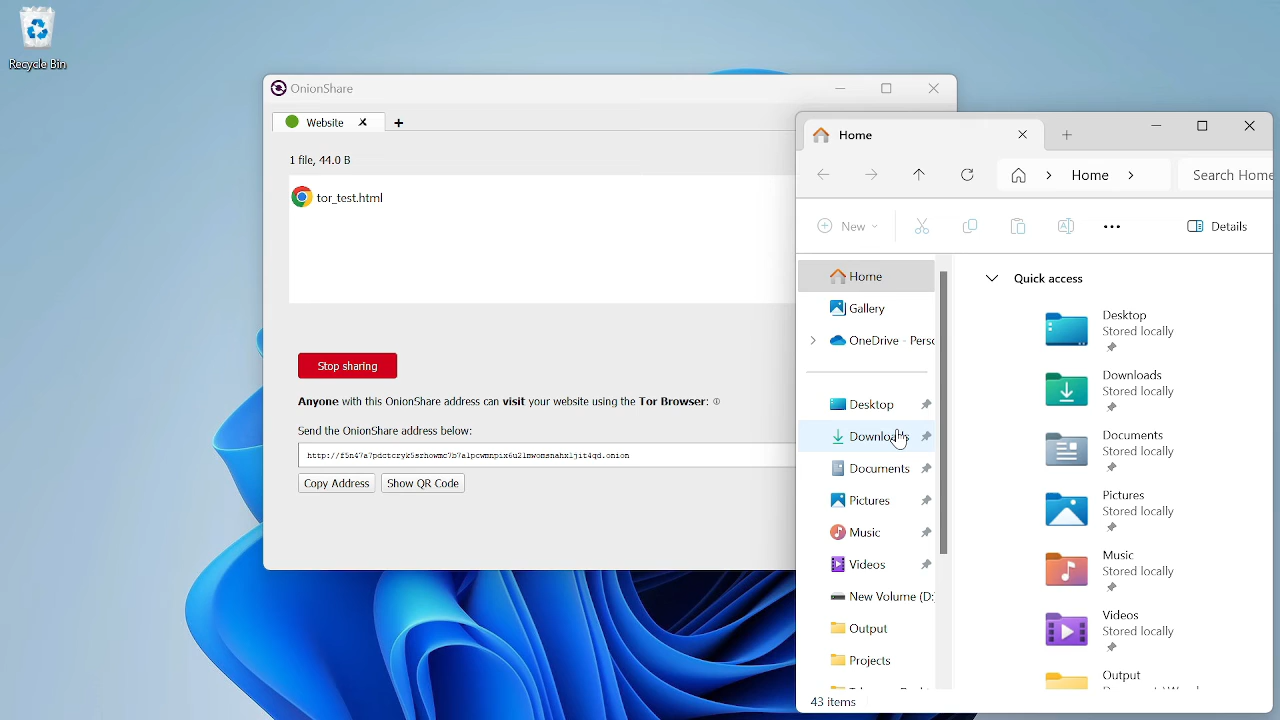 Recycle Bin
OnionShare
Website
1 file, 44.0 B
tor_test.html
Stop sharing
Anyone with this OnionShare address can visit your website using the Tor Browser:
Send the OnionShare address below:
Copy Address
Show QR Code
Home
Home
Search Home
New
Details
Home
Gallery
OneDrive - Perso
Desktop
Downloads
Documents
Pictures
Music
Videos
New Volume (D:
Output
Projects
Quick access
Desktop
Stored locally
Downloads
Stored locally
Documents
Stored locally
Pictures
Stored locally
Music
Stored locally
Videos
Stored locally
Output
43 items